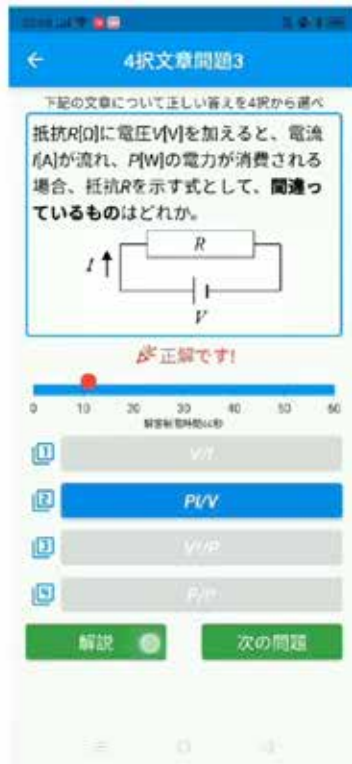 4択文章問題3
下記の文章について正しい答えを4択から選べ
抵抗R[Ω]に電圧V[V]を加えると、電流
I[A]が流れ、P[W]の電力が消費される
場合、抵抗Rを示す式として、間違っ
ているものはどれか。
R
I
V
正解です!
0 10 20 30 40 50 60
1
V/I
2
PI/V
3
V²/P
4
P/I²
解説
次の問題